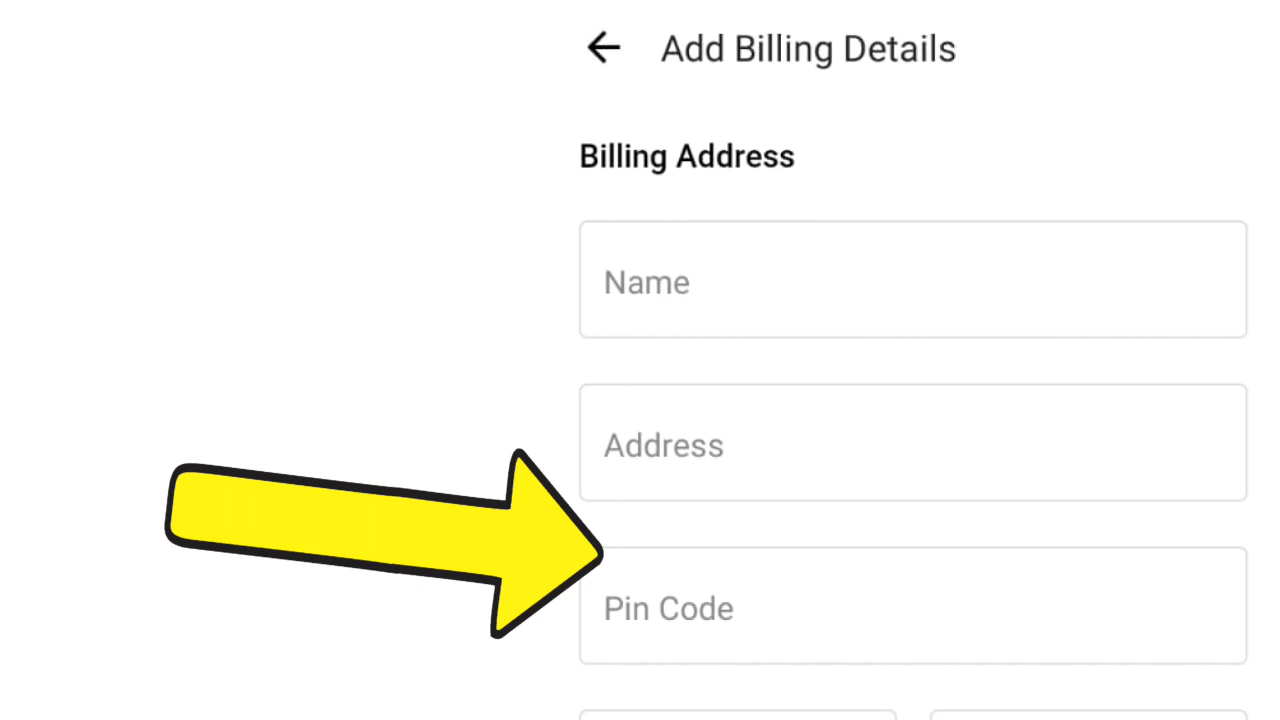 Add Billing Details
Billing Address
Name
Address
Pin Code